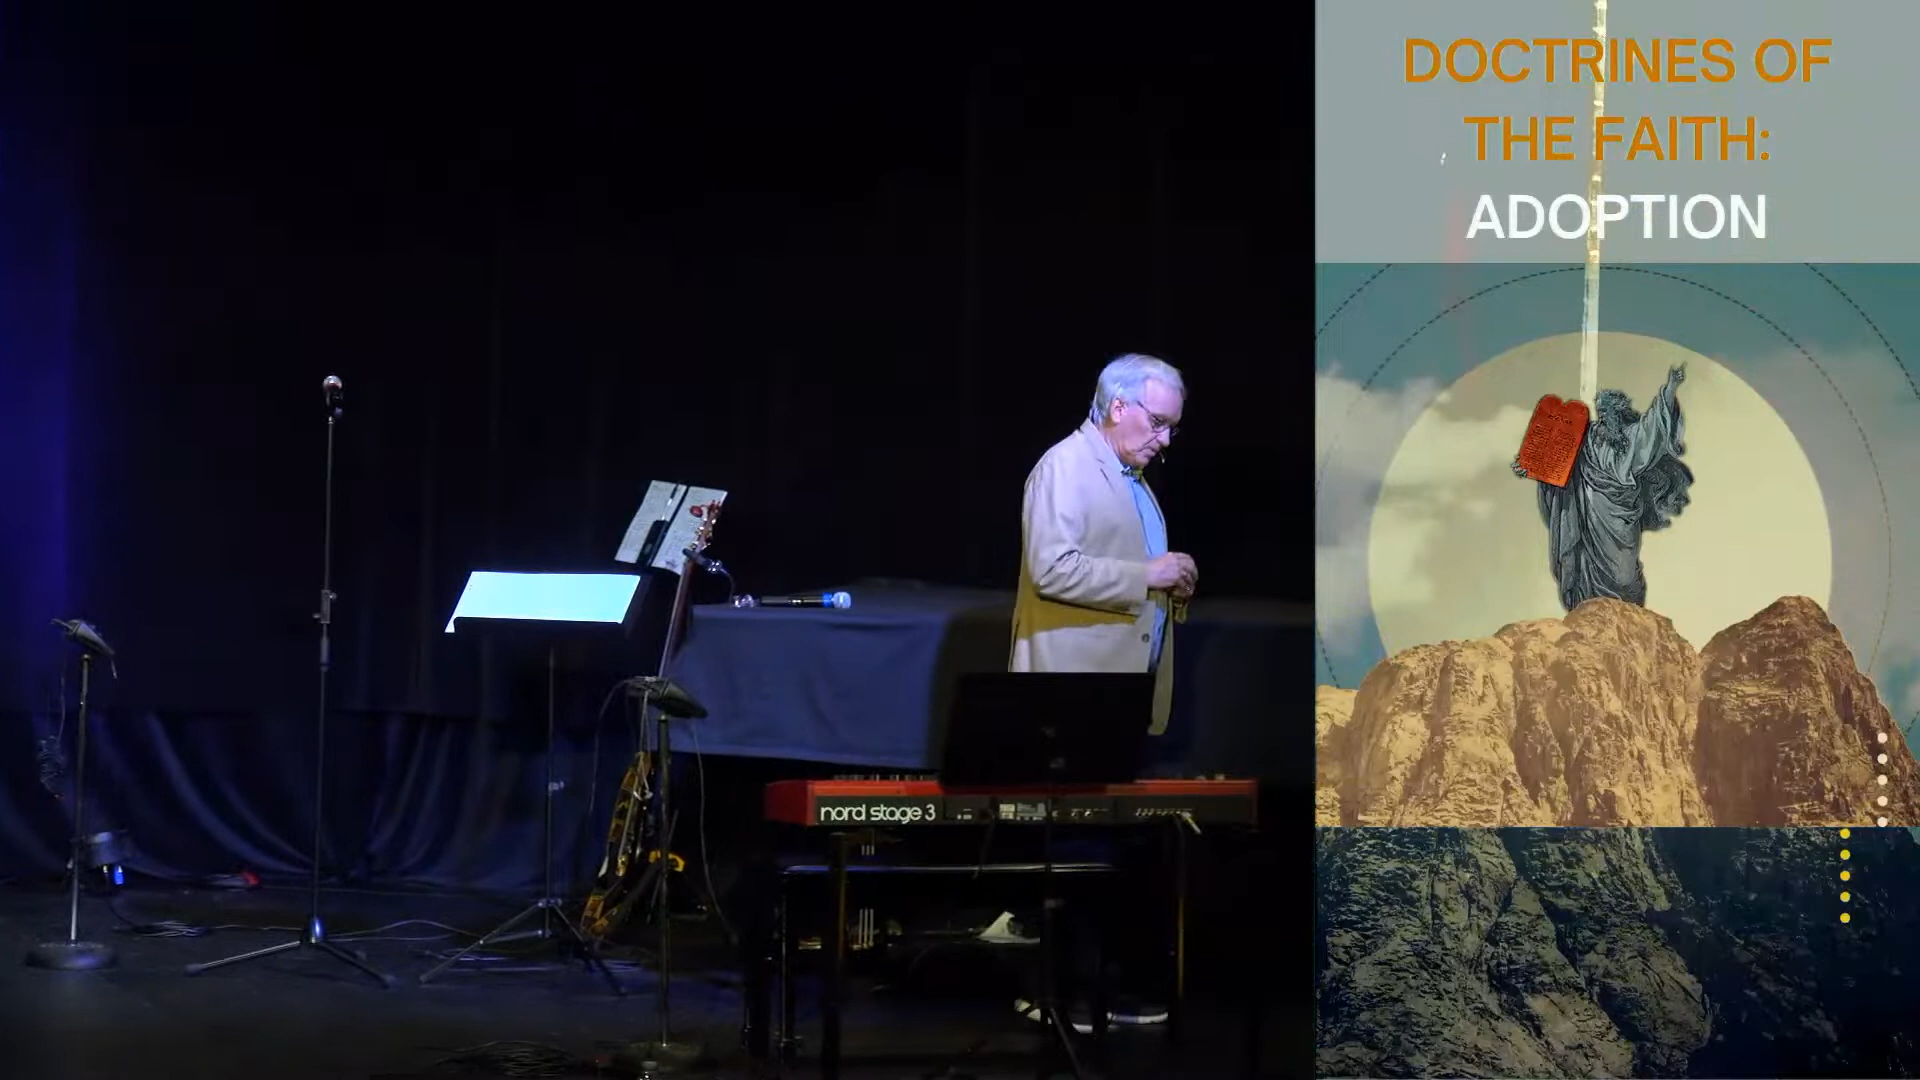 DOCTRINES OF
THE FAITH:
ADOPTION
nord stage 3